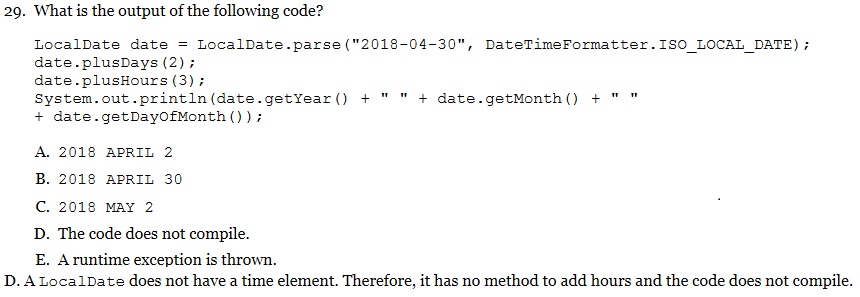 29. What is the output of the following code?
LocalDate date = LocalDate.parse("2018-04-30", DateTimeFormatter.ISO_LOCAL_DATE);
date.plusDays(2);
date.plusHours(3);
System.out.println(date.getYear() + " " + date.getMonth() + " "
+ date.getDayOfMonth());
A. 2018 APRIL 2
B. 2018 APRIL 30
C. 2018 MAY 2
D. The code does not compile.
E. A runtime exception is thrown.
D. A LocalDate does not have a time element. Therefore, it has no method to add hours and the code does not compile.